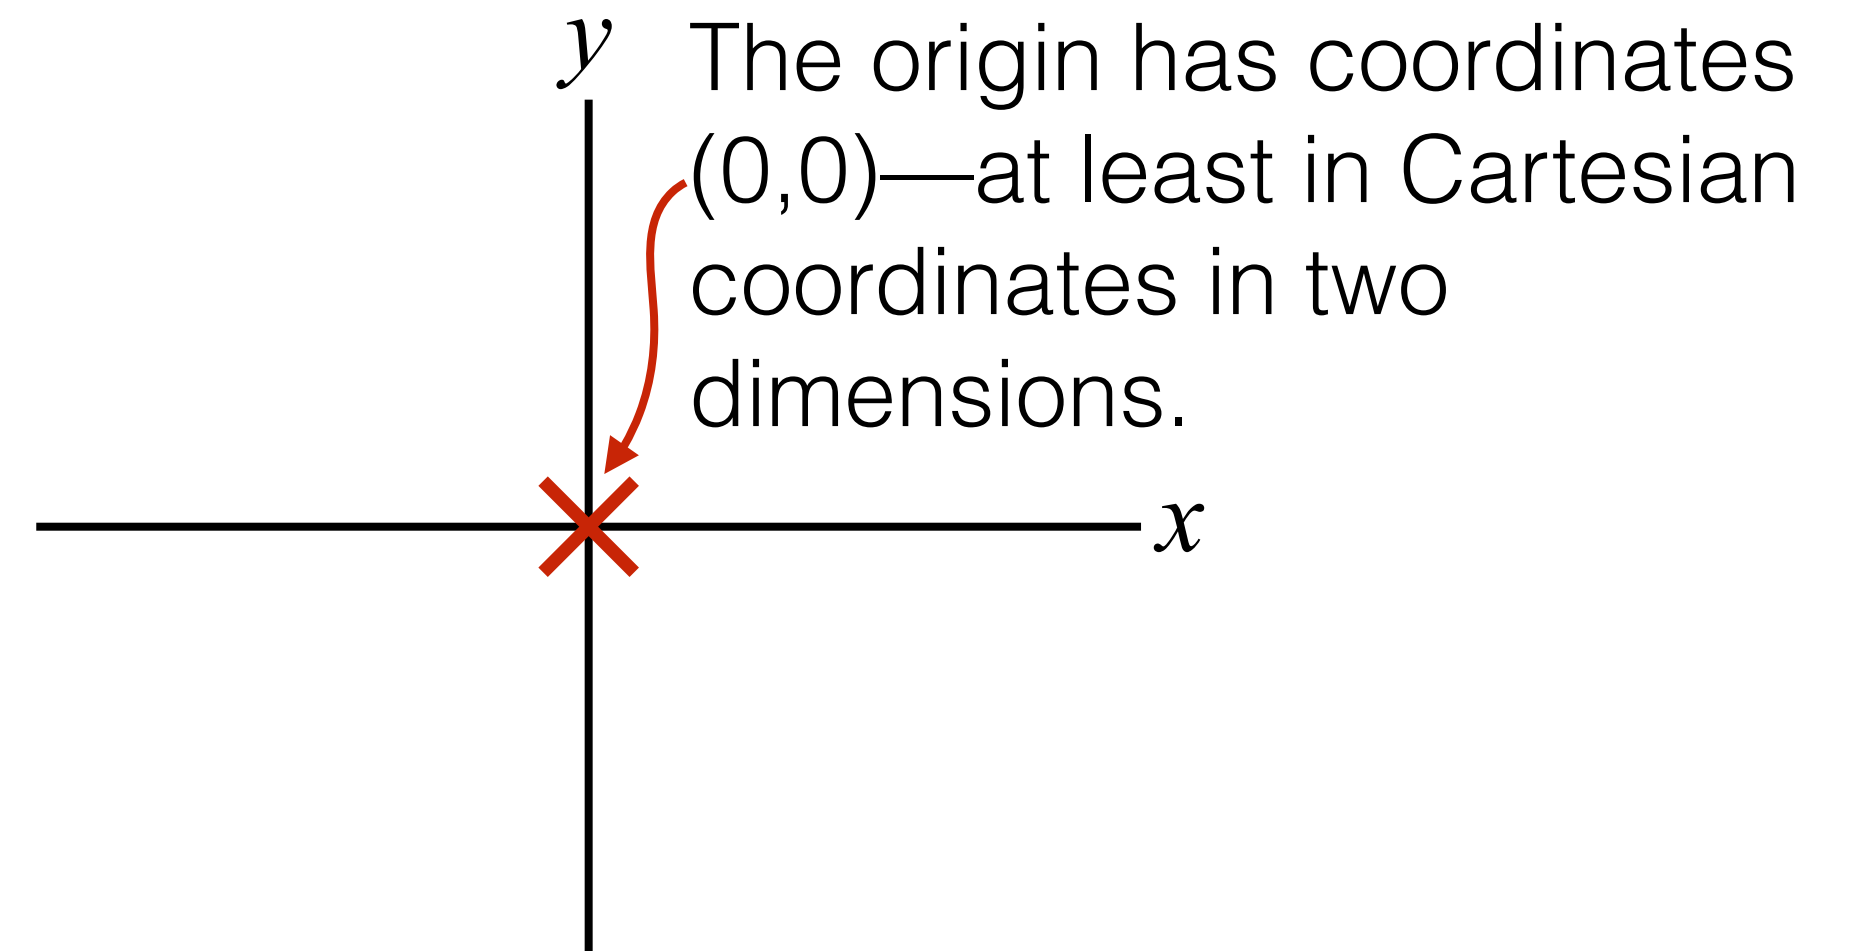 y
The origin has coordinates
(0,0)—at least in Cartesian
coordinates in two
dimensions.
x